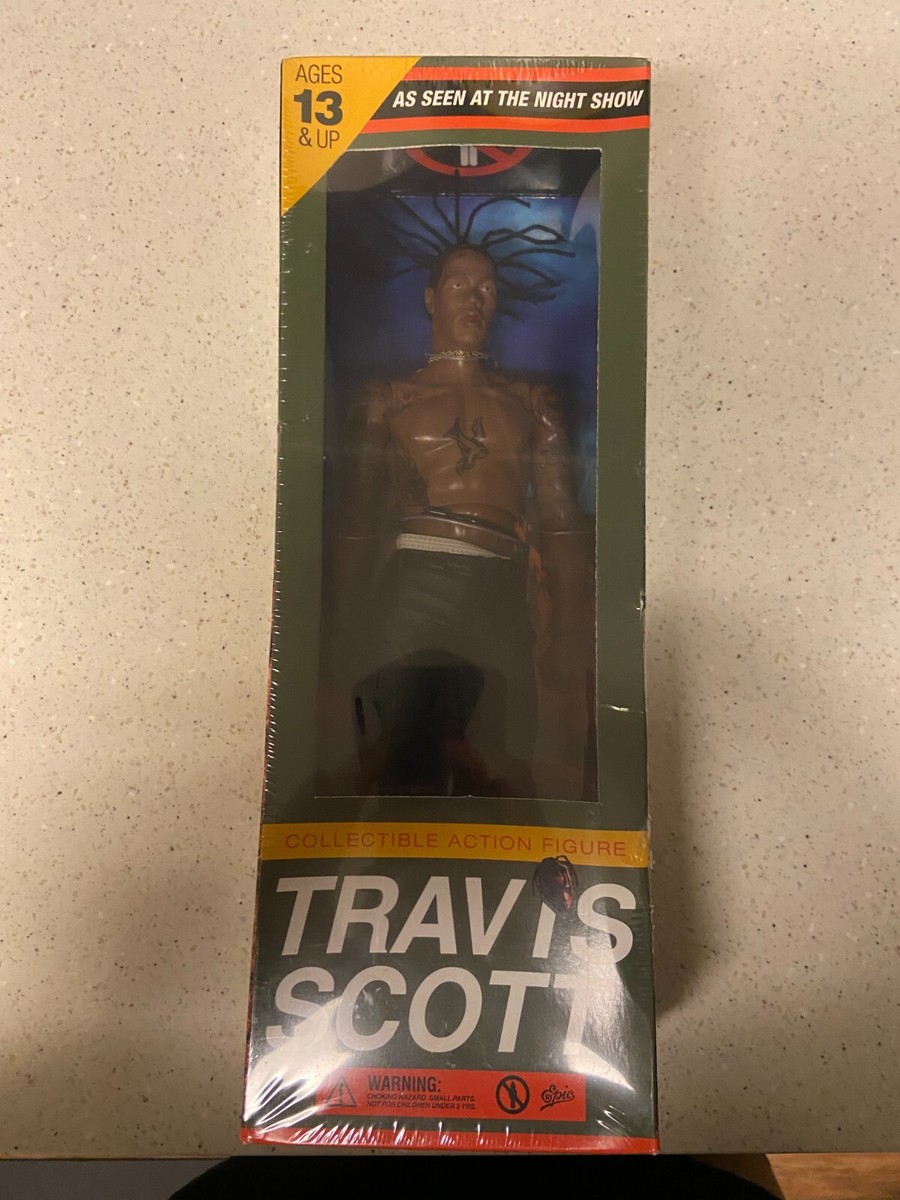 AGES
13
& UP
AS SEEN AT THE NIGHT SHOW
COLLECTIBLE ACTION FIGURE
TRAVIS
SCOTT
WARNING:
CHOKING HAZARD. SMALL PARTS.
NOT FOR CHILDREN UNDER 3 YRS.
Epic